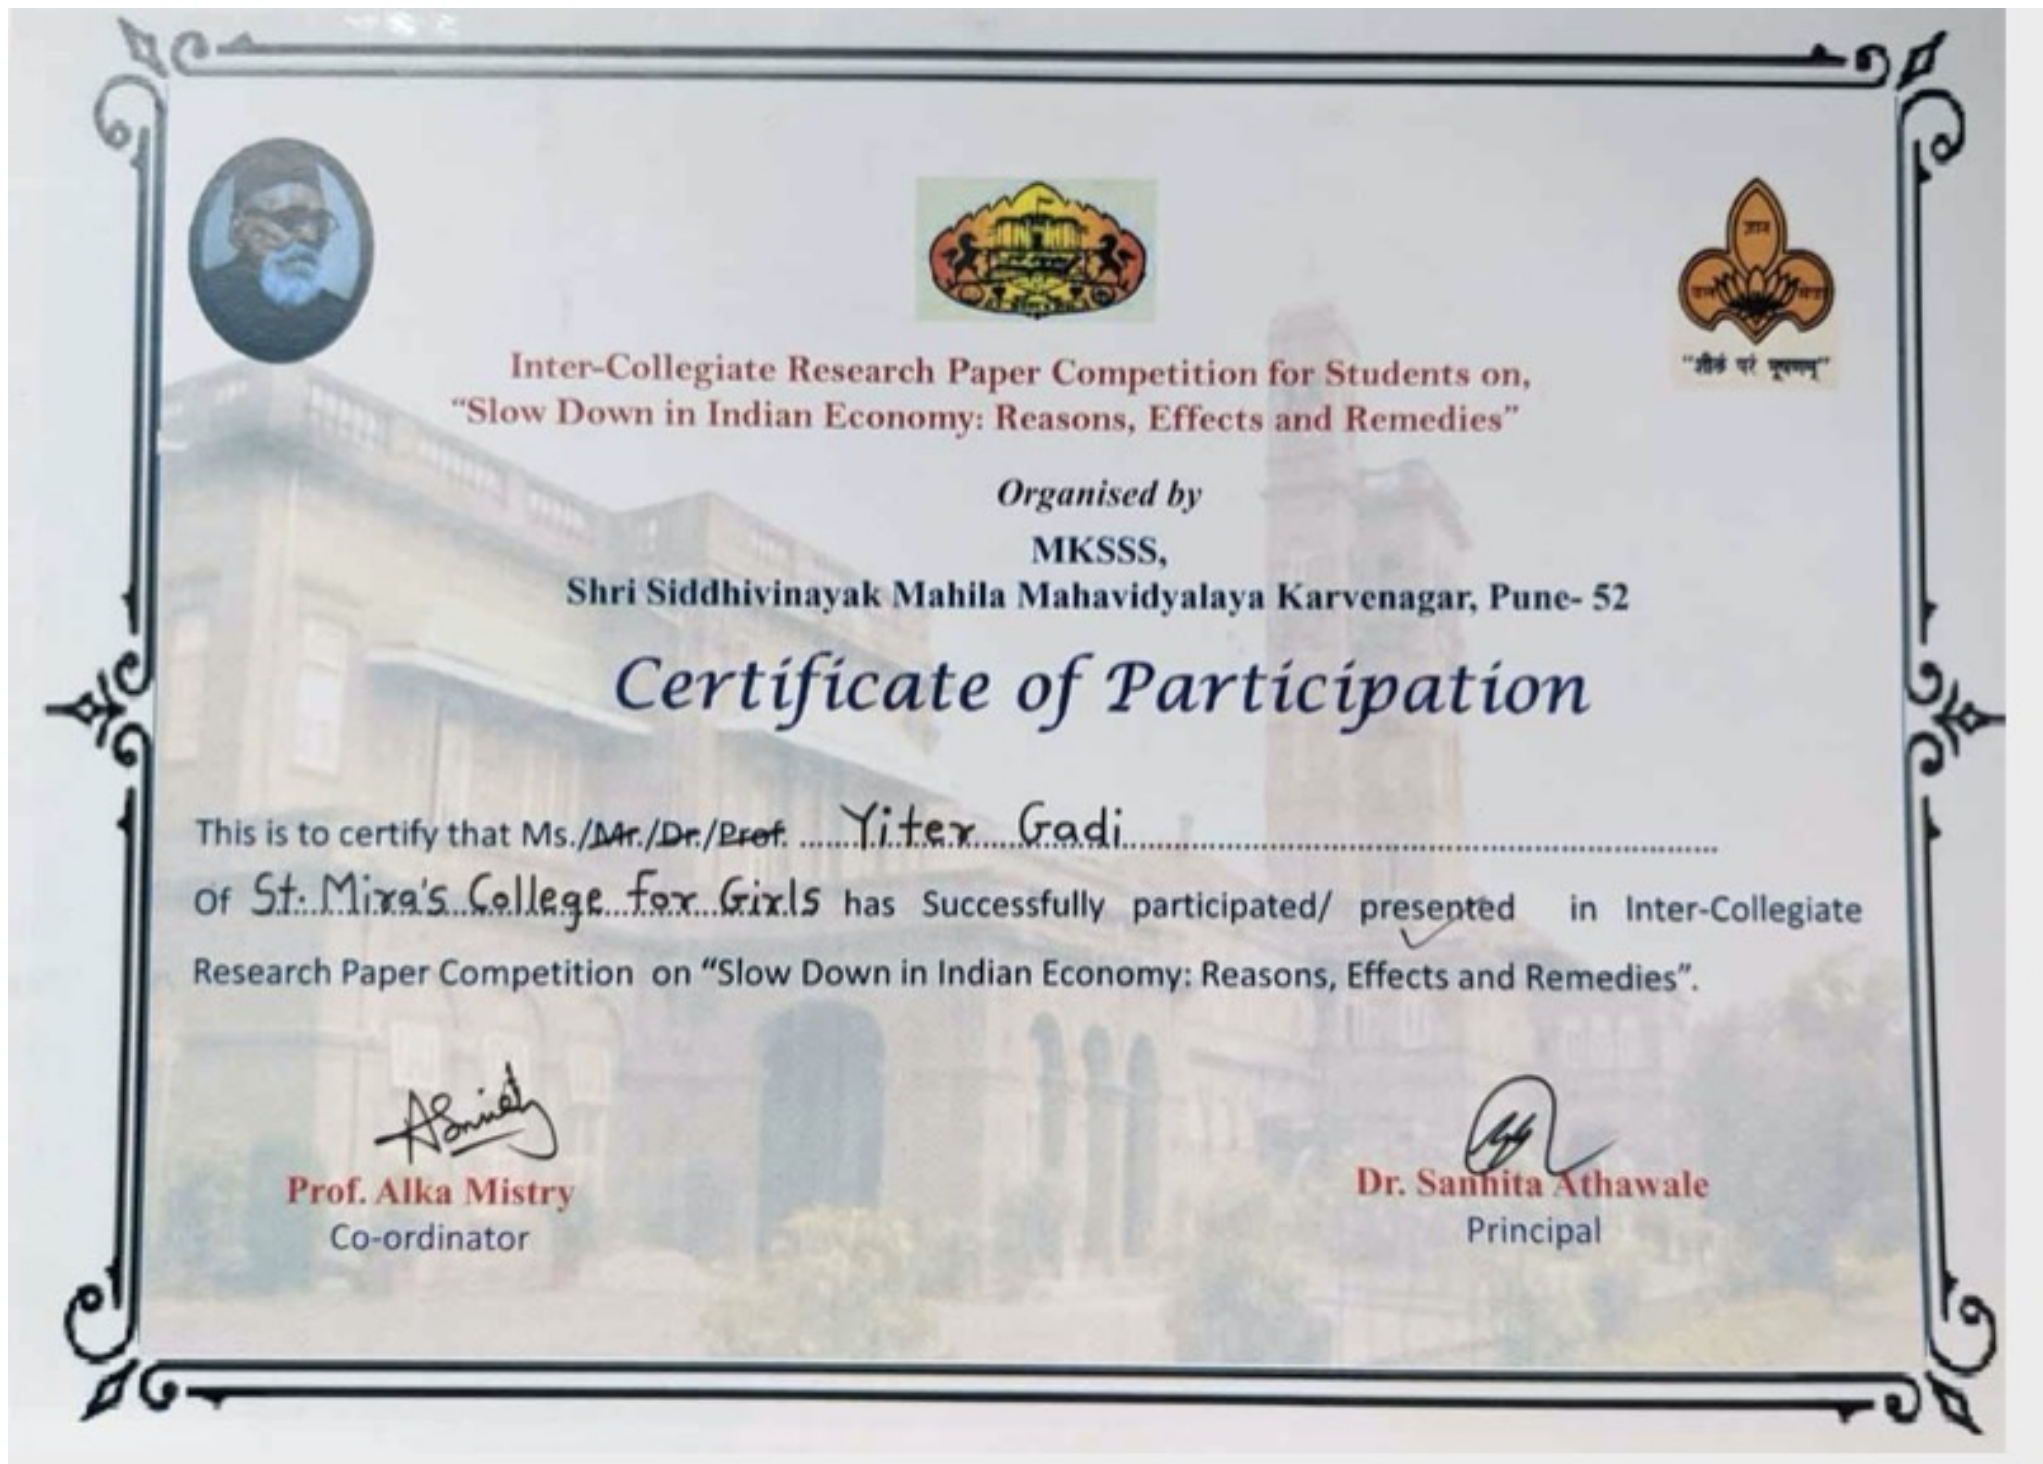 ज्ञान
"शीलं परं भूषणम्"
Inter-Collegiate Research Paper Competition for Students on,
"Slow Down in Indian Economy: Reasons, Effects and Remedies"
Organised by
MKSSS,
Shri Siddhivinayak Mahila Mahavidyalaya Karvenagar, Pune- 52
Certificate of Participation
This is to certify that Ms./Mr./Dr./Prof. Yiter Gadi
Of St. Mira's College for Girls has Successfully participated/ presented in Inter-Collegiate
Research Paper Competition on "Slow Down in Indian Economy: Reasons, Effects and Remedies".
Prof. Alka Mistry
Co-ordinator
Dr. Sanhita Athawale
Principal